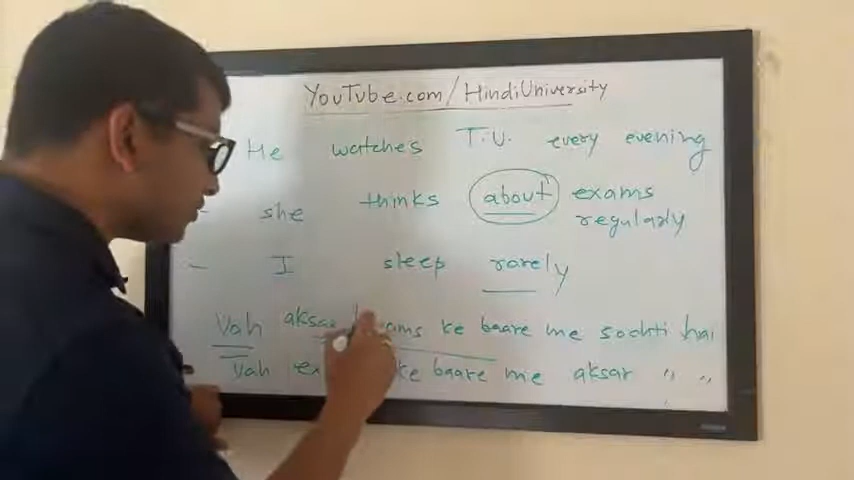 YouTube.com/HindiUniversity
He watches T.V. every evening
- she thinks about exams regularly
- I sleep rarely
Vah aksar ke baare me sochti hai
Vah ke baare me aksar " "